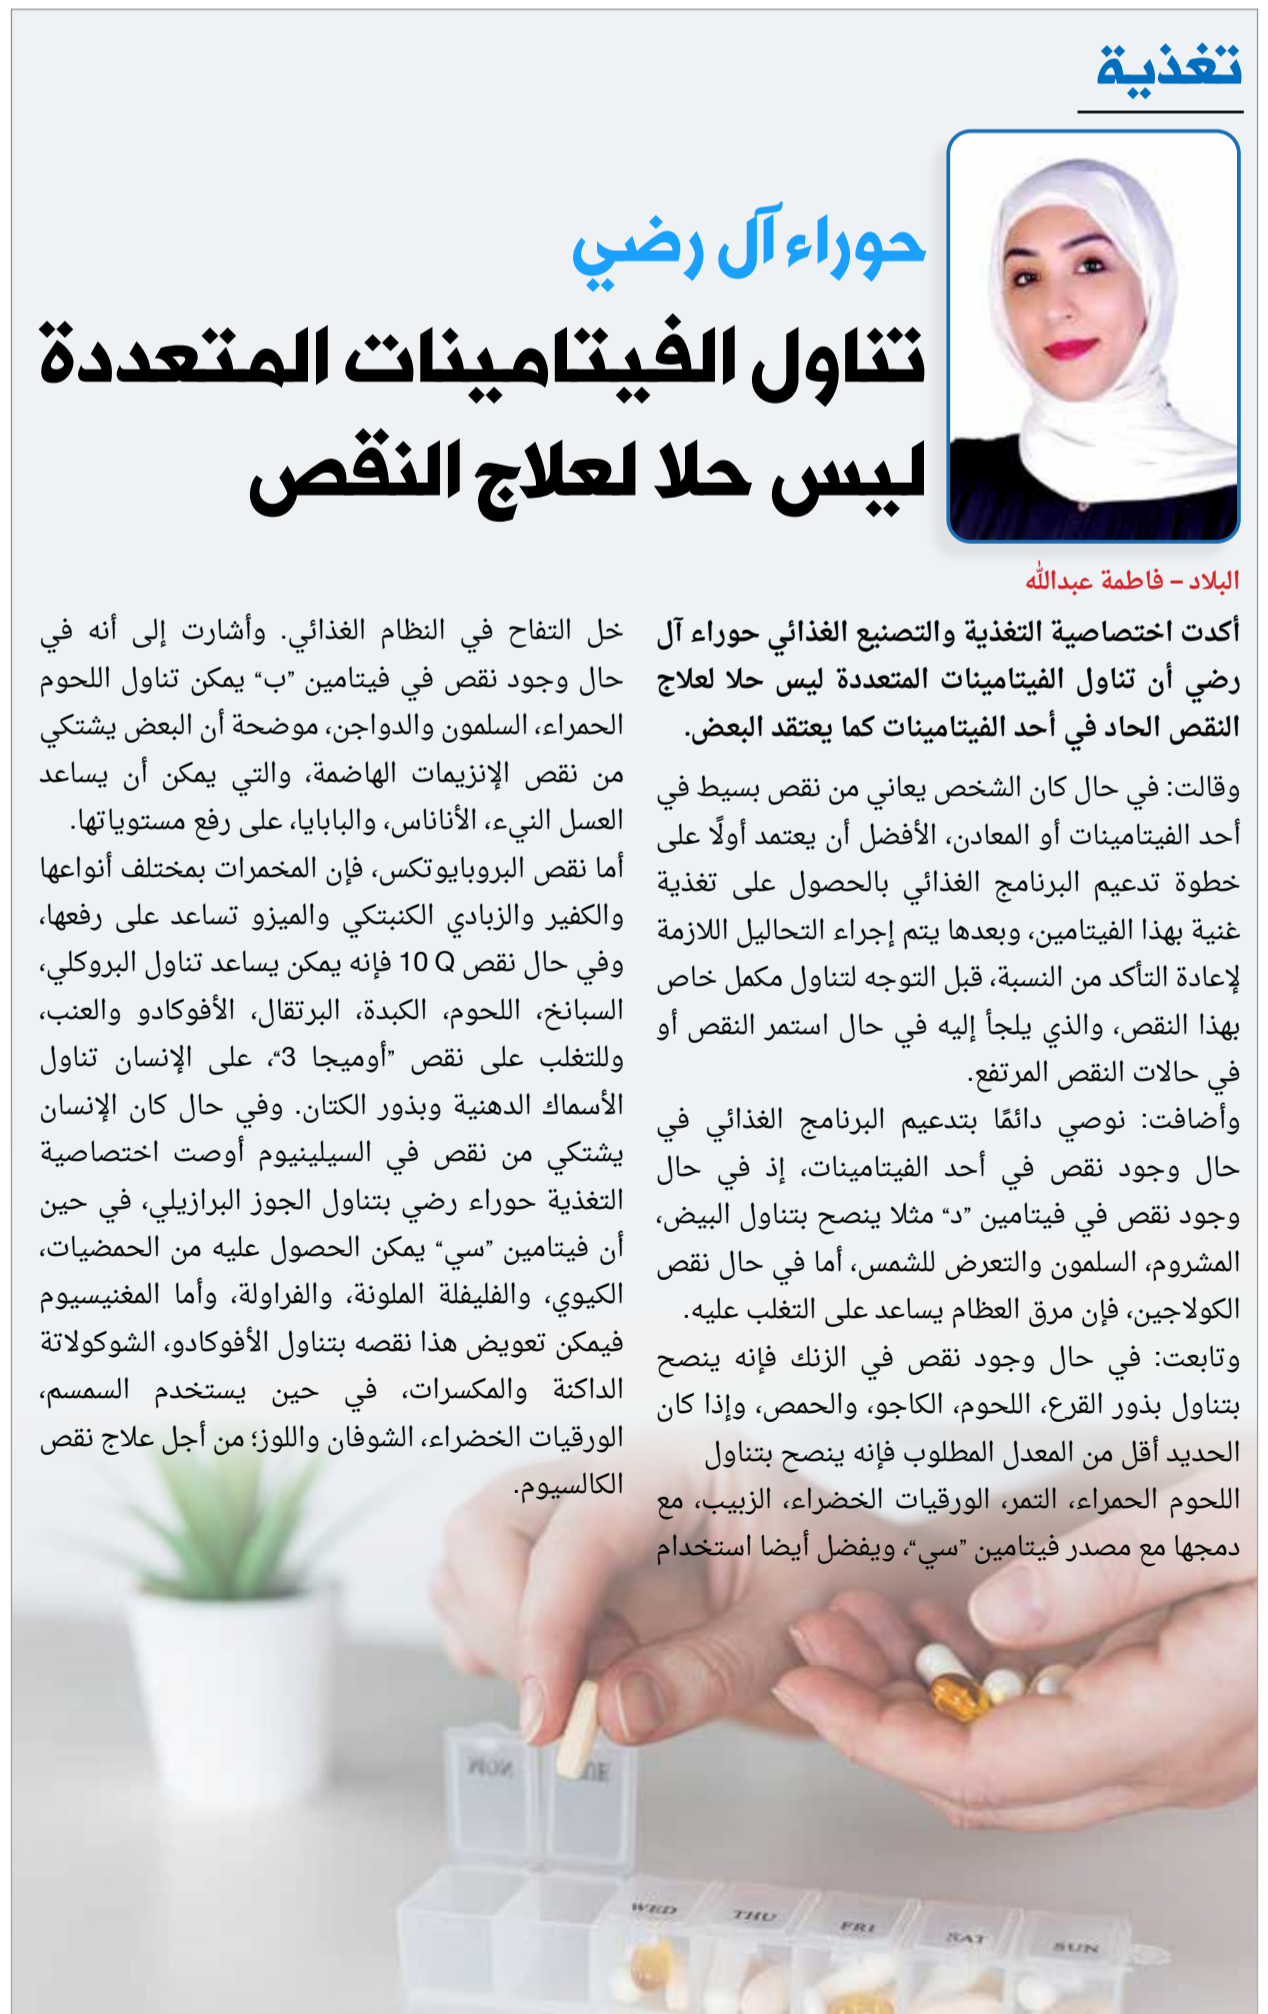 تغذية
حوراء آل رضي
تناول الفيتامينات المتعددة
ليس حلا لعلاج النقص
البلاد – فاطمة عبدالله
أكدت اختصاصية التغذية والتصنيع الغذائي حوراء آل
رضي أن تناول الفيتامينات المتعددة ليس حلا لعلاج
النقص الحاد في أحد الفيتامينات كما يعتقد البعض.
وقالت: في حال كان الشخص يعاني من نقص بسيط في
أحد الفيتامينات أو المعادن، الأفضل أن يعتمد أولًا على
خطوة تدعيم البرنامج الغذائي بالحصول على تغذية
غنية بهذا الفيتامين، وبعدها يتم إجراء التحاليل اللازمة
لإعادة التأكد من النسبة، قبل التوجه لتناول مكمل خاص
بهذا النقص، والذي يلجأ إليه في حال استمر النقص أو
في حالات النقص المرتفع.
وأضافت: نوصي دائمًا بتدعيم البرنامج الغذائي في
حال وجود نقص في أحد الفيتامينات، إذ في حال
وجود نقص في فيتامين ”د“ مثلا ينصح بتناول البيض،
المشروم، السلمون والتعرض للشمس، أما في حال نقص
الكولاجين، فإن مرق العظام يساعد على التغلب عليه.
وتابعت: في حال وجود نقص في الزنك فإنه ينصح
بتناول بذور القرع، اللحوم، الكاجو، والحمص، وإذا كان
الحديد أقل من المعدل المطلوب فإنه ينصح بتناول
اللحوم الحمراء، التمر، الورقيات الخضراء، الزبيب، مع
دمجها مع مصدر فيتامين ”سي“، ويفضل أيضا استخدام
خل التفاح في النظام الغذائي. وأشارت إلى أنه في
حال وجود نقص في فيتامين ”ب“ يمكن تناول اللحوم
الحمراء، السلمون والدواجن، موضحة أن البعض يشتكي
من نقص الإنزيمات الهاضمة، والتي يمكن أن يساعد
العسل النيء، الأناناس، والبابايا، على رفع مستوياتها.
أما نقص البروبايوتكس، فإن المخمرات بمختلف أنواعها
والكفير والزبادي الكنبتكي والميزو تساعد على رفعها،
وفي حال نقص Q 10 فإنه يمكن يساعد تناول البروكلي،
السبانخ، اللحوم، الكبدة، البرتقال، الأفوكادو والعنب،
وللتغلب على نقص ”أوميجا 3“، على الإنسان تناول
الأسماك الدهنية وبذور الكتان. وفي حال كان الإنسان
يشتكي من نقص في السيلينيوم أوصت اختصاصية
التغذية حوراء رضي بتناول الجوز البرازيلي، في حين
أن فيتامين ”سي“ يمكن الحصول عليه من الحمضيات،
الكيوي، والفليفلة الملونة، والفراولة، وأما المغنيسيوم
فيمكن تعويض هذا نقصه بتناول الأفوكادو، الشوكولاتة
الداكنة والمكسرات، في حين يستخدم السمسم،
الورقيات الخضراء، الشوفان واللوز؛ من أجل علاج نقص
الكالسيوم.
MON
TUE
WED
THU
FRI
SAT
SUN